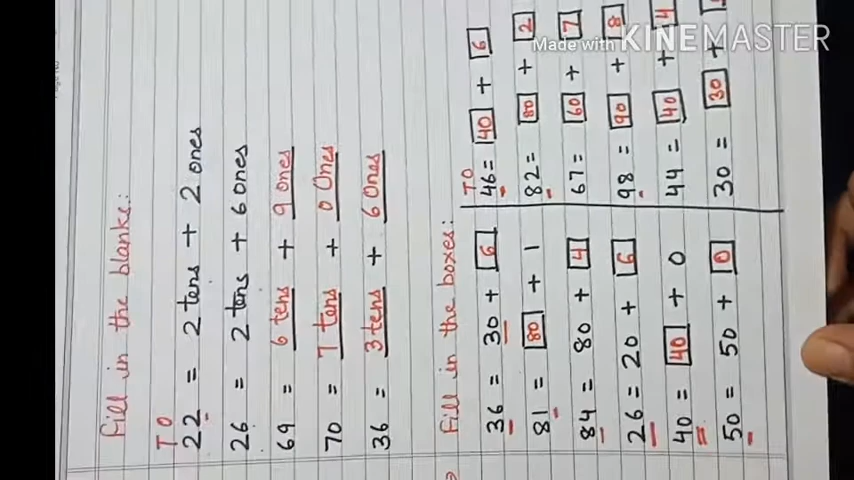 Fill in the blanks:
T O
22 = 2 tens + 2 ones
26 = 2 tens + 6 ones
69 = 6 tens + 9 ones
70 = 7 tens + 0 Ones
36 = 3 tens + 6 Ones
Fill in the boxes:
36 = 30 + 6
81 = 80 + 1
84 = 80 + 4
26 = 20 + 6
40 = 40 + 0
50 = 50 + 0
T O
46 = 40 + 6
82 = 80 + 2
67 = 60 + 7
98 = 90 + 8
44 = 40 + 4
30 = 30 +
Made with KINEMASTER